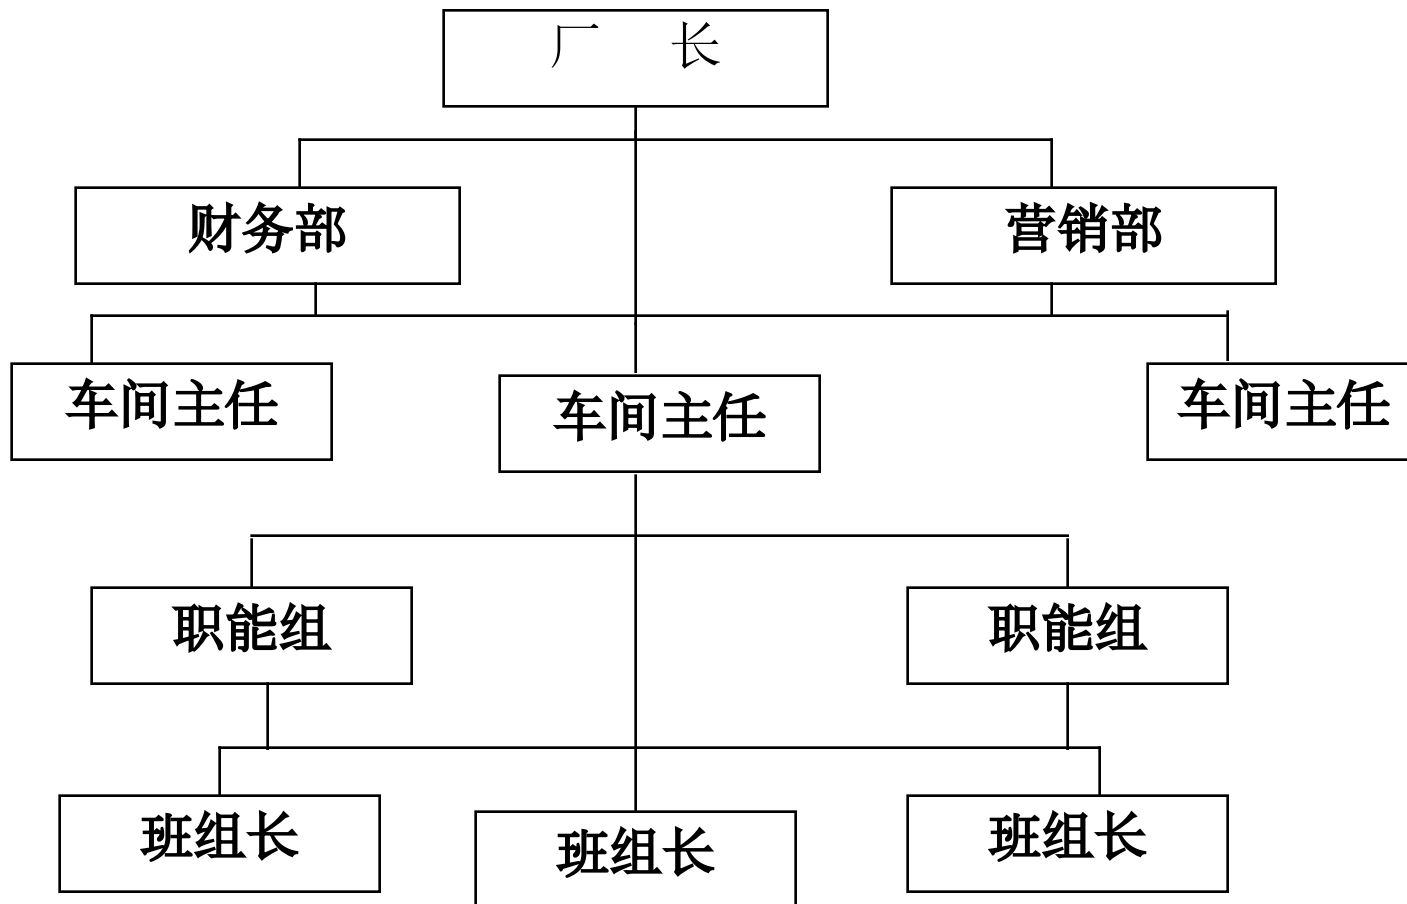 厂 长
财务部
营销部
车间主任
车间主任
车间主任
职能组
职能组
班组长
班组长
班组长